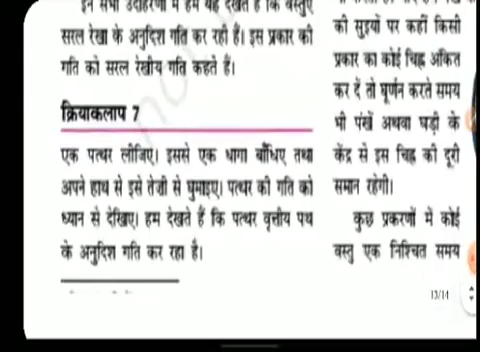 इन सभी उदाहरणों में हम यह देखते हैं कि वस्तुएँ
सरल रेखा के अनुदिश गति कर रही हैं। इस प्रकार की
गति को सरल रेखीय गति कहते हैं।
क्रियाकलाप 7
एक पत्थर लीजिए। इससे एक धागा बाँधिए तथा
अपने हाथ से इसे तेजी से घुमाइए। पत्थर की गति को
ध्यान से देखिए। हम देखते हैं कि पत्थर वृत्तीय पथ
के अनुदिश गति कर रहा है।
की सुइयों पर कहीं किसी
प्रकार का कोई चिह्न अंकित
कर दें तो घूर्णन करते समय
भी पंखें अथवा घड़ी के
केंद्र से इस चिह्न की दूरी
समान रहेगी।
कुछ प्रकरणों में कोई
वस्तु एक निश्चित समय
13/14